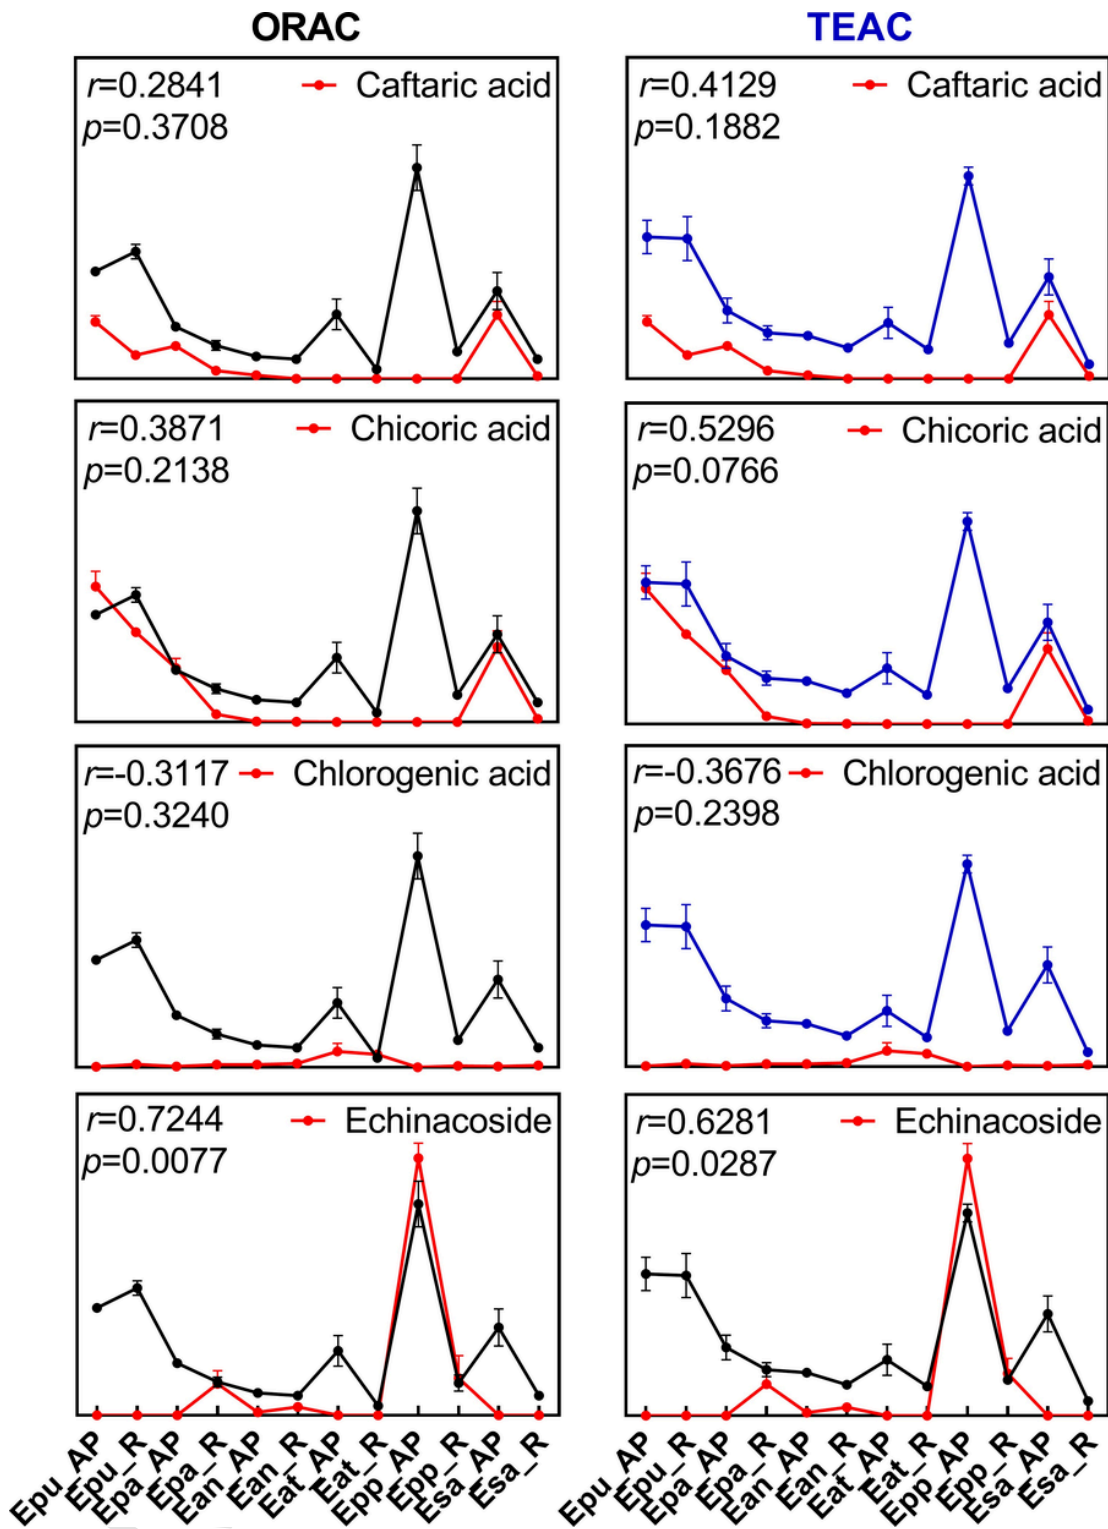 ORAC
TEAC
r=0.2841
Caftaric acid
p=0.3708
r=0.4129
Caftaric acid
p=0.1882
r=0.3871
Chicoric acid
p=0.2138
r=0.5296
Chicoric acid
p=0.0766
r=-0.3117
Chlorogenic acid
p=0.3240
r=-0.3676
Chlorogenic acid
p=0.2398
r=0.7244
Echinacoside
p=0.0077
r=0.6281
Echinacoside
p=0.0287
Epu_AP
Epu_R
Epa_AP
Epa_R
Ean_AP
Ean_R
Eat_AP
Eat_R
Epp_AP
Epp_R
Esa_AP
Esa_R
Epu_AP
Epu_R
Epa_AP
Epa_R
Ean_AP
Ean_R
Eat_AP
Eat_R
Epp_AP
Epp_R
Esa_AP
Esa_R